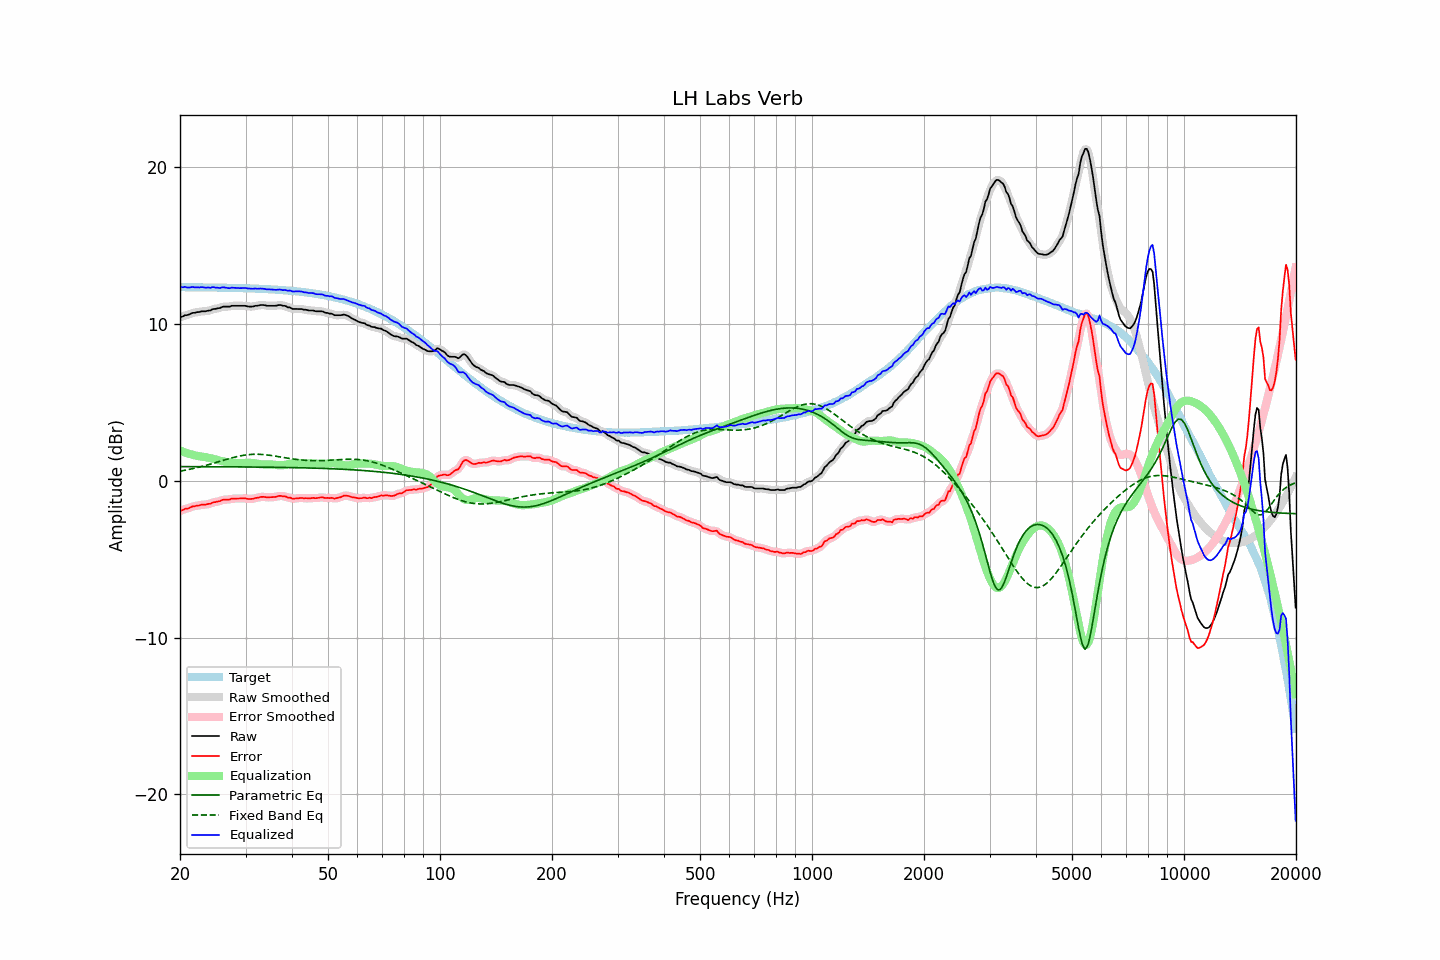 LH Labs Verb
Amplitude (dBr)
20
10
0
−10
−20
Target
Raw Smoothed
Error Smoothed
Raw
Error
Equalization
Parametric Eq
Fixed Band Eq
Equalized
20 50 100 200 500 1000 2000 5000 10000 20000
Frequency (Hz)